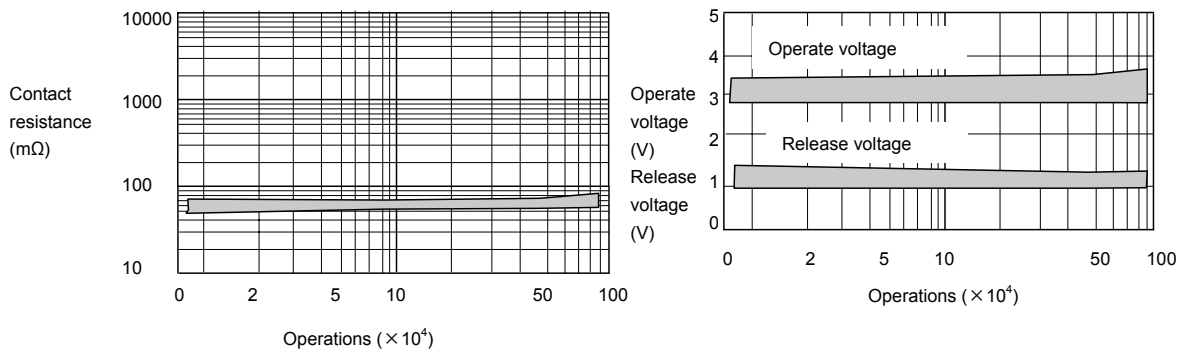 10000
1000
100
10
Contact
resistance
(mΩ)
0 2 5 10 50 100
Operations (×10⁴)
5
4
3
2
1
0
Operate
voltage
(V)
Release
voltage
(V)
Operate voltage
Release voltage
0 2 5 10 50 100
Operations (×10⁴)